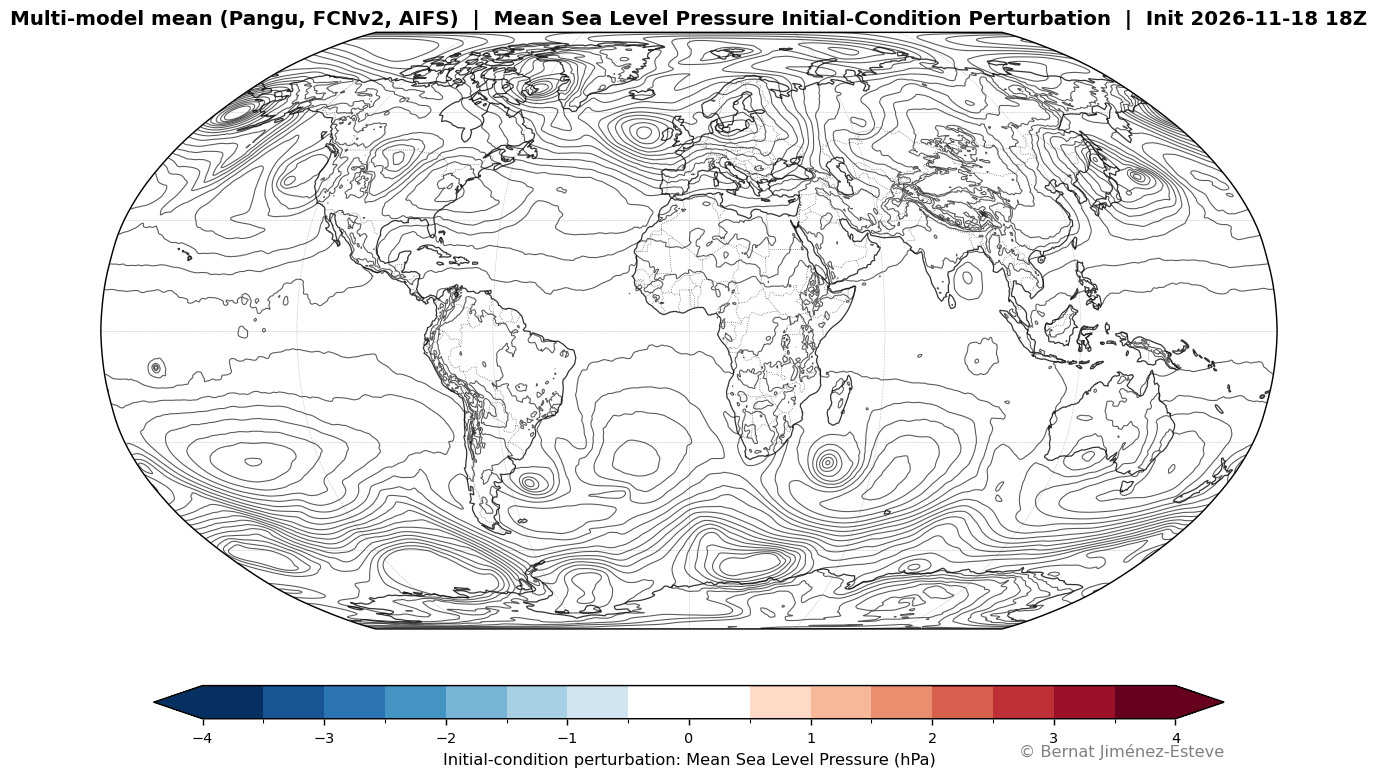 Multi-model mean (Pangu, FCNv2, AIFS) | Mean Sea Level Pressure Initial-Condition Perturbation | Init 2026-11-18 18Z
−4 −3 −2 −1 0 1 2 3 4
Initial-condition perturbation: Mean Sea Level Pressure (hPa)
© Bernat Jiménez-Esteve